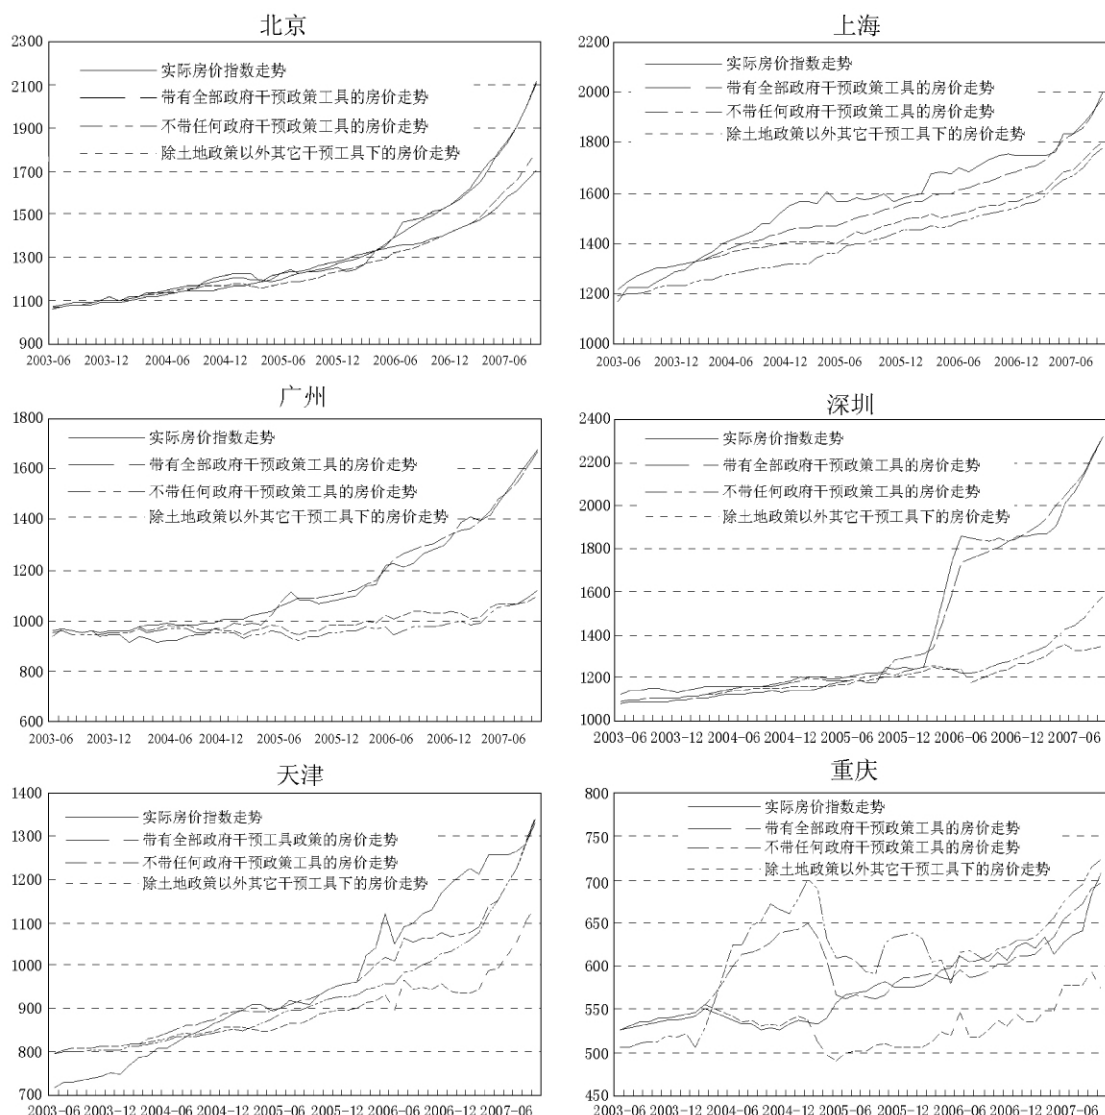 北京
2300
2100
1900
1700
1500
1300
1100
900
实际房价指数走势
带有全部政府干预政策工具的房价走势
不带任何政府干预政策工具的房价走势
除土地政策以外其它干预工具下的房价走势
2003-06 2003-12 2004-06 2004-12 2005-06 2005-12 2006-06 206-12 2007-06
上海
2200
2000
1800
1600
1400
1200
1000
实际房价指数走势
带有全部政府干预政策工具的房价走势
不带任何政府干预政策工具的房价走势
除土地政策以外其它干预工具下的房价走势
2003-06 2003-12 2004-06 2004-12 2005-06 2005-12 2006-06 2006-12 2007-06
广州
1800
1600
1400
1200
1000
800
600
实际房价指数走势
带有全部政府干预政策工具的房价走势
不带任何政府干预政策工具的房价走势
除土地政策以外其它干预工具下的房价走势
2003-06 2003-12 2004-06 2004-12 2005-06 2005-12 2006-06 2006-12 2007-06
深圳
2400
2200
2000
1800
1600
1400
1200
1000
实际房价指数走势
带有全部政府干预政策工具的房价走势
不带任何政府干预政策工具的房价走势
除土地政策以外其它干预工具下的房价走势
2003-06 2003-12 2004-06 2004-12 2005-06 2005-12 2006-06 2006-12 2007-06
天津
1400
1300
1200
1100
1000
900
800
700
实际房价指数走势
带有全部政府干预工具政策的房价走势
不带任何政府干预政策工具的房价走势
除土地政策以外其它干预工具下的房价走势
2003-06 2003-12 2004-06 2004-12 2005-06 2005-12 2006-06 2006-12 2007-06
重庆
800
750
700
650
600
550
500
450
实际房价指数走势
带有全部政府干预政策工具的房价走势
不带任何政府干预政策工具的房价走势
除土地政策以外其它干预工具下的房价走势
2003-06 2003-12 2004-06 2004-12 2005-06 2005-12 2006-06 2006-12 2007-06